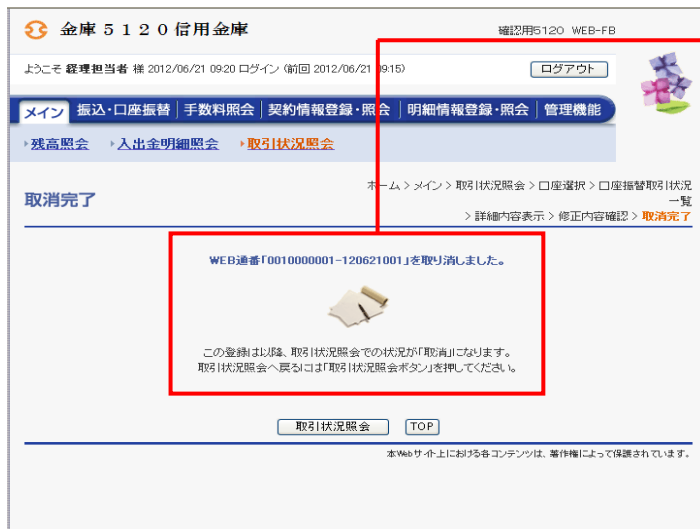 金庫５１２０信用金庫
確認用5120 WEB-FB
ようこそ 経理担当者 様 2012/06/21 09:20 ログイン (前回 2012/06/21 09:15)
ログアウト
メイン 振込・口座振替 手数料照会 契約情報登録・照会 明細情報登録・照会 管理機能
残高照会 入出金明細照会 取引状況照会
取消完了
ホーム > メイン > 取引状況照会 > 口座選択 > 口座振替取引状況
一覧
> 詳細内容表示 > 修正内容確認 > 取消完了
WEB通番「0010000001-120621001」を取り消しました。
この登録は以降、取引状況照会での状況が「取消」になります。
取引状況照会へ戻るには「取引状況照会ボタン」を押してください。
取引状況照会 TOP
本Webサイト上における各コンテンツは、著作権によって保護されています。